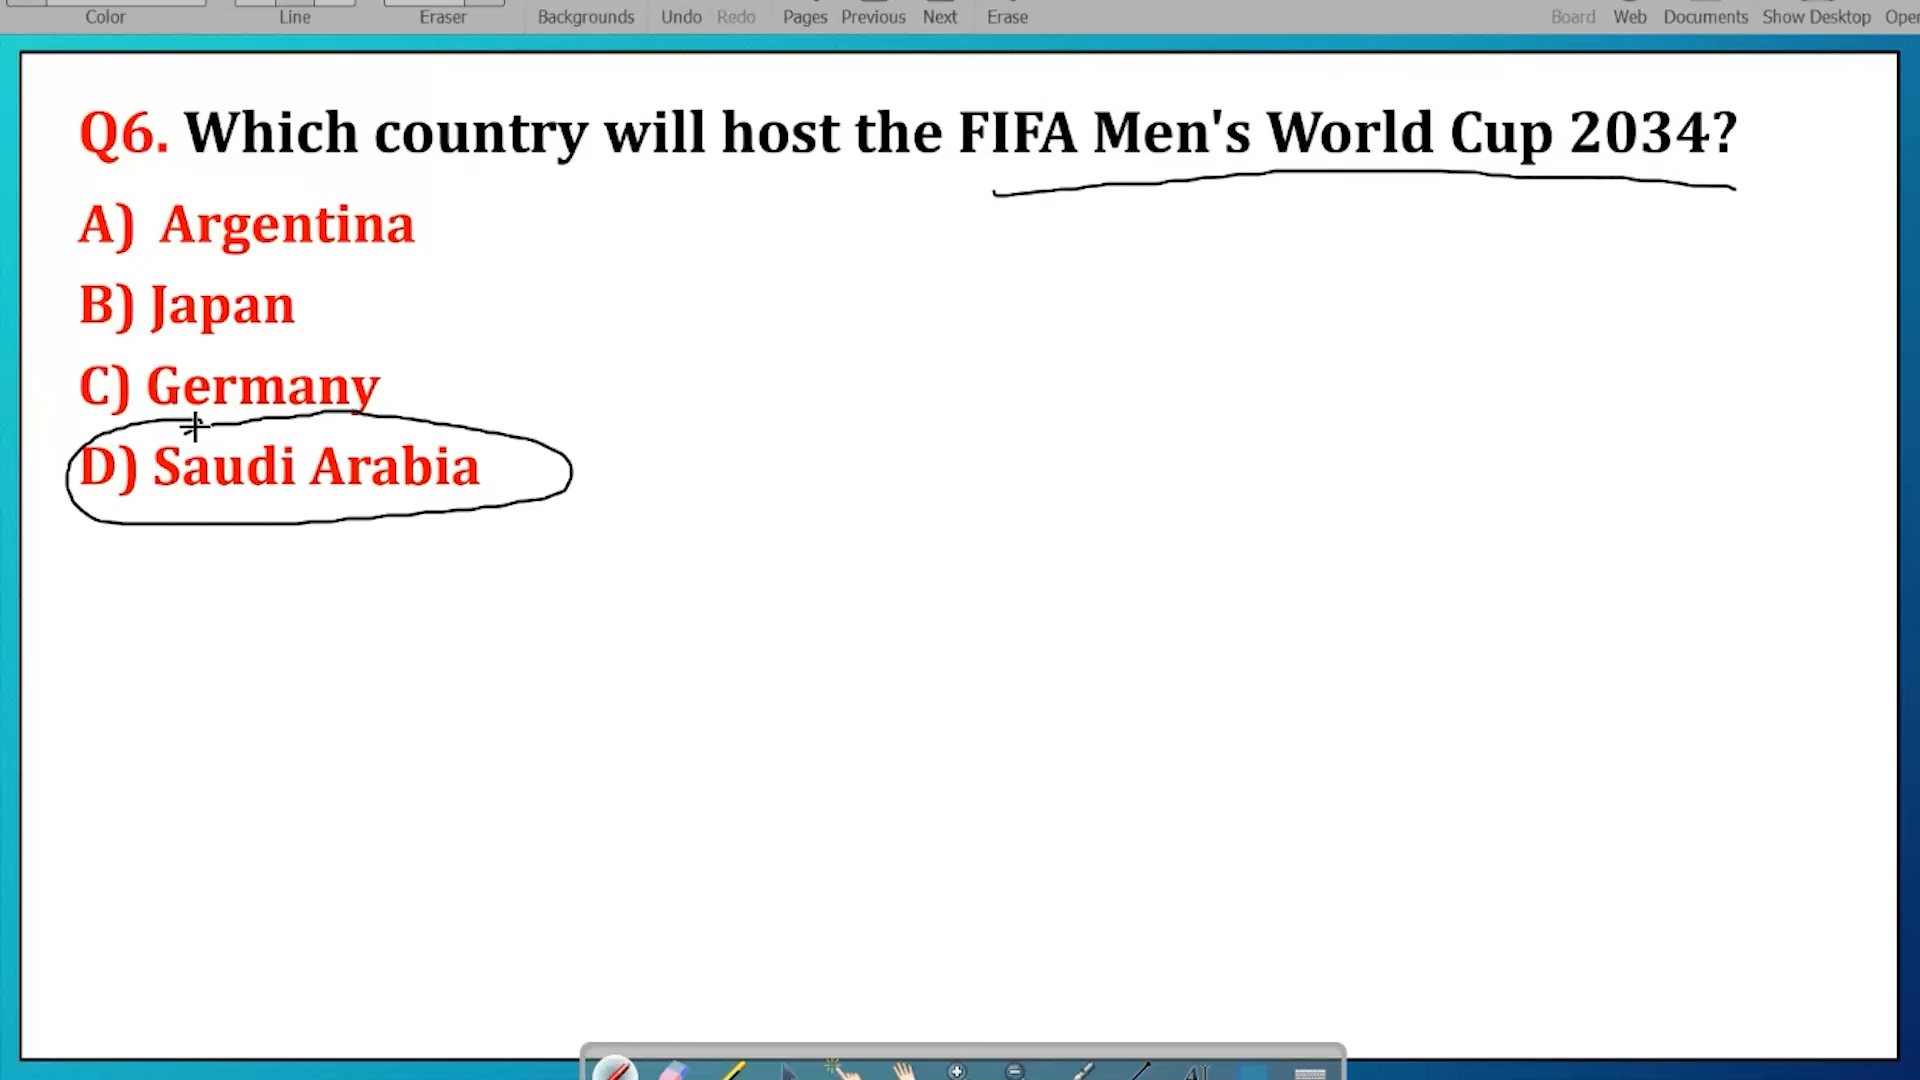 Color Line Eraser Backgrounds Undo Redo Pages Previous Next Erase Board Web Documents Show Desktop
Q6. Which country will host the FIFA Men's World Cup 2034?
A) Argentina
B) Japan
C) Germany
D) Saudi Arabia